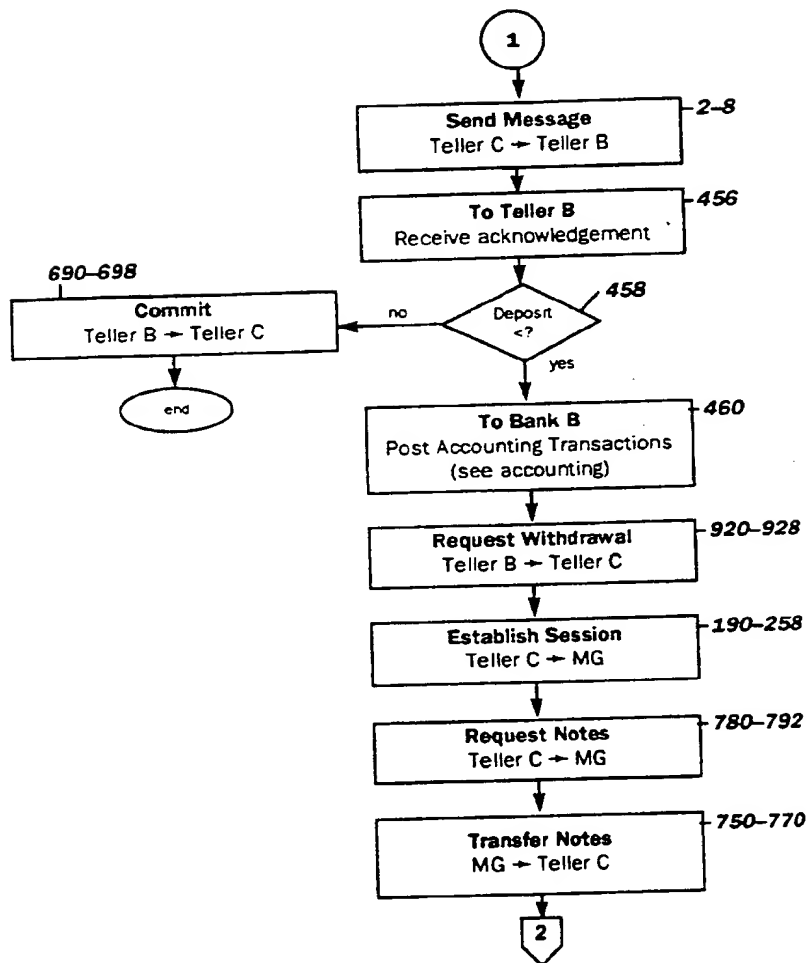 1
Send Message
Teller C → Teller B
2-8
To Teller B
Receive acknowledgement
456
690-698
Commit
Teller B → Teller C
no
Deposit
<?
458
end
yes
To Bank B
Post Accounting Transactions
(see accounting)
460
Request Withdrawal
Teller B → Teller C
920-928
Establish Session
Teller C → MG
190-258
Request Notes
Teller C → MG
780-792
Transfer Notes
MG → Teller C
750-770
2